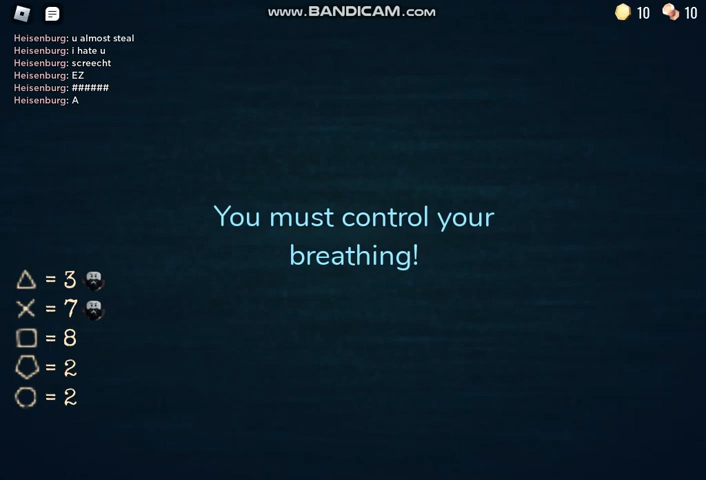 www.BANDICAM.com
10 10
Heisenburg: u almost steal
Heisenburg: i hate u
Heisenburg: screecht
Heisenburg: EZ
Heisenburg: ######
Heisenburg: A
You must control your
breathing!
= 3
= 7
= 8
= 2
= 2